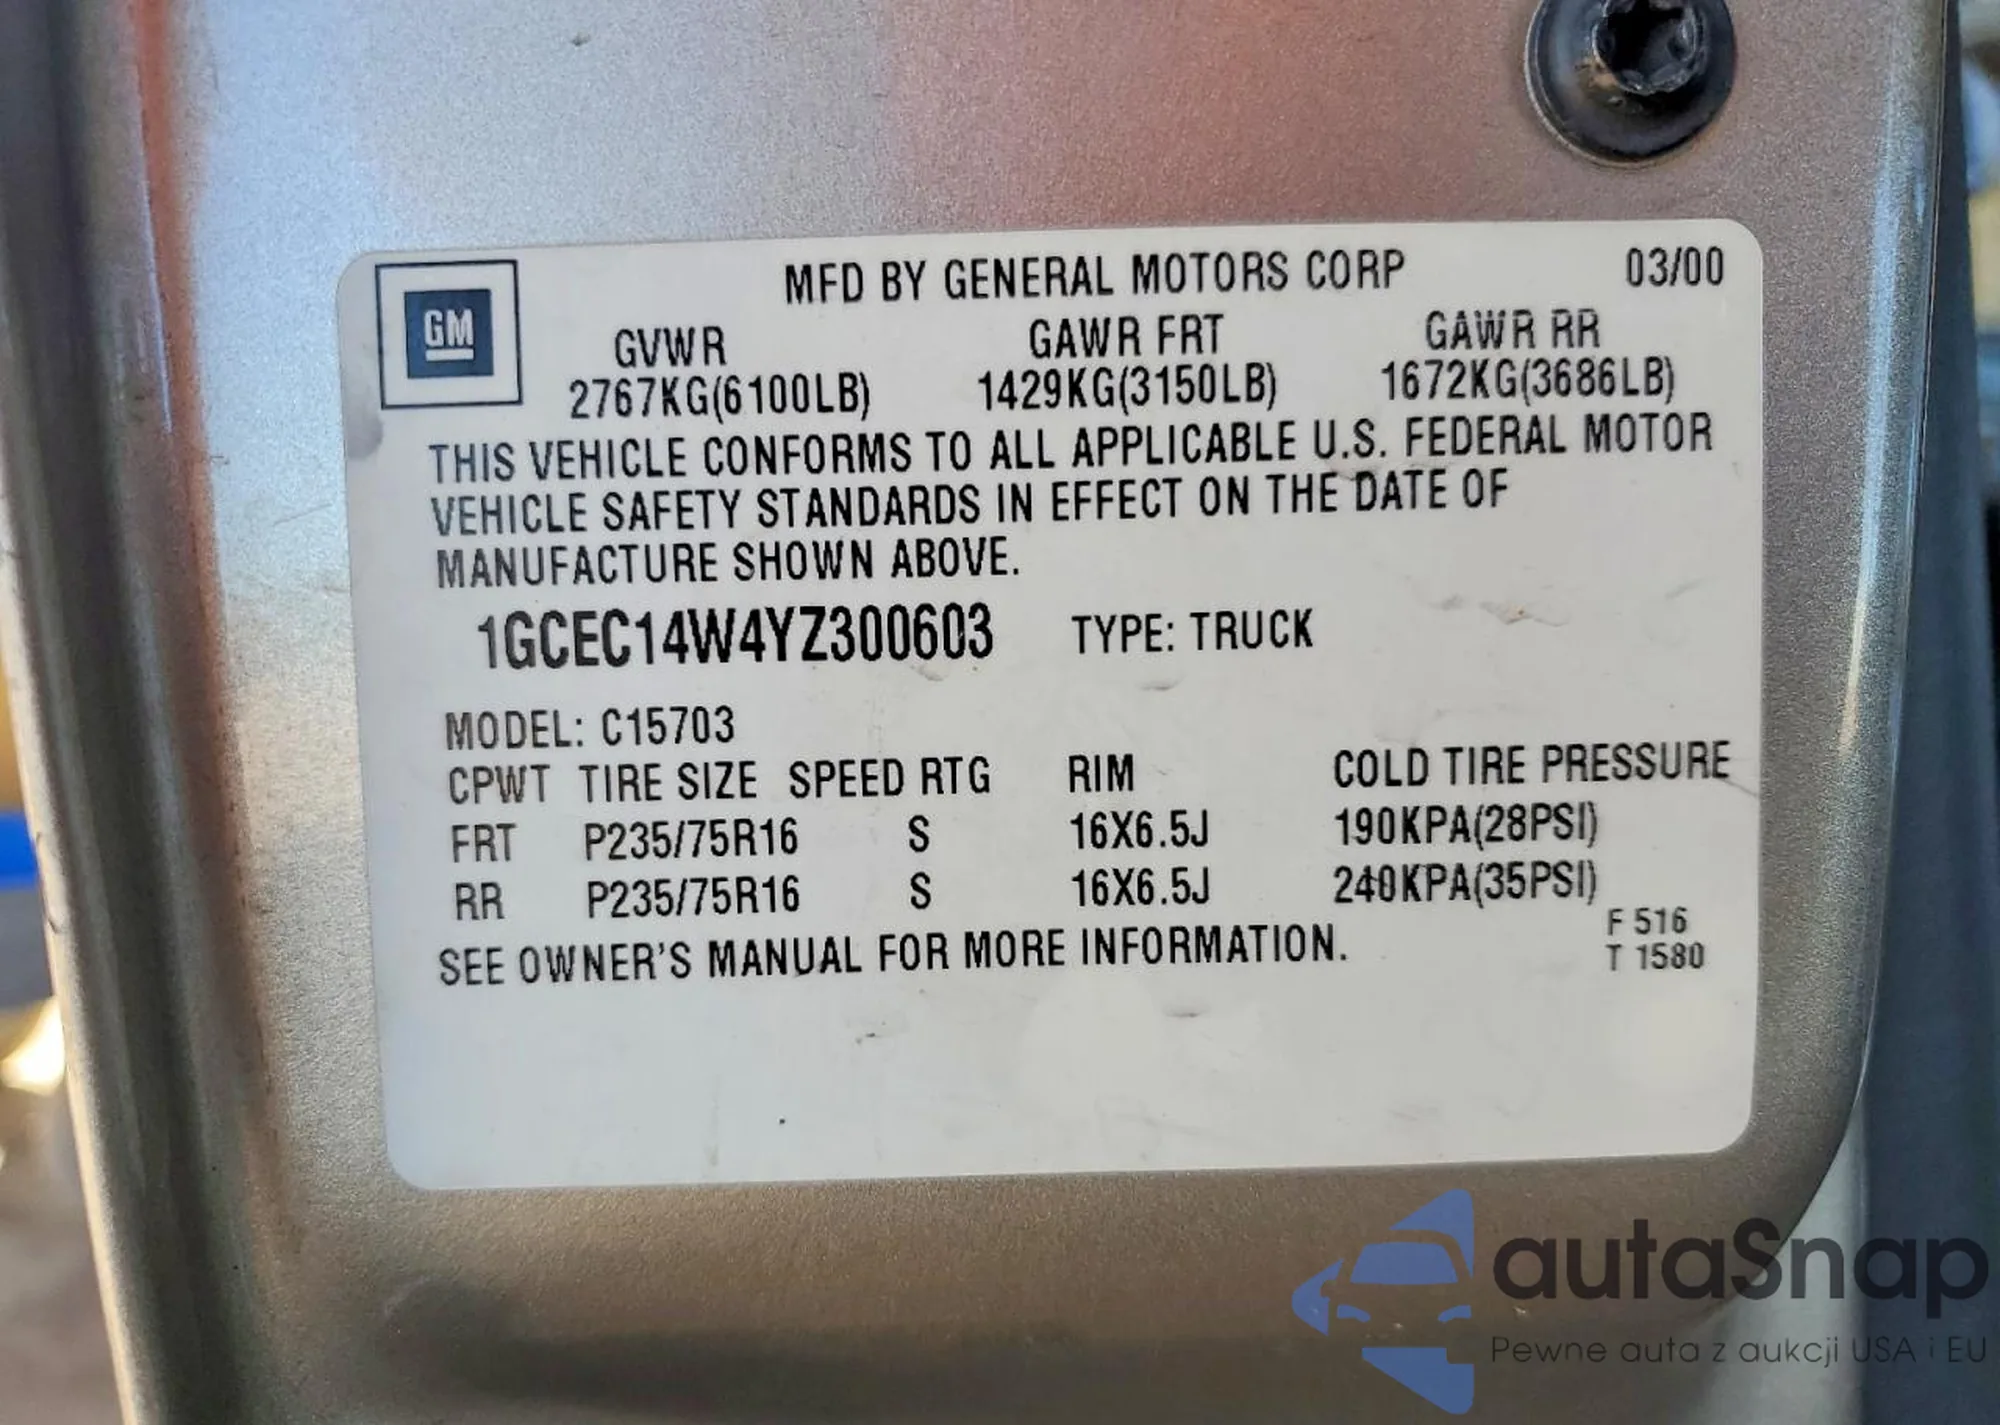 MFD BY GENERAL MOTORS CORP 03/00
GM
GVWR GAWR FRT GAWR RR
2767KG(6100LB) 1429KG(3150LB) 1672KG(3686LB)
THIS VEHICLE CONFORMS TO ALL APPLICABLE U.S. FEDERAL MOTOR
VEHICLE SAFETY STANDARDS IN EFFECT ON THE DATE OF
MANUFACTURE SHOWN ABOVE.
1GCEC14W4YZ300603 TYPE: TRUCK
MODEL: C15703
CPWT TIRE SIZE SPEED RTG RIM COLD TIRE PRESSURE
FRT P235/75R16 S 16X6.5J 190KPA(28PSI)
RR P235/75R16 S 16X6.5J 240KPA(35PSI)
SEE OWNER'S MANUAL FOR MORE INFORMATION.
F 516
T 1580
autaSnap
Pewne auta z aukcji USA i EU